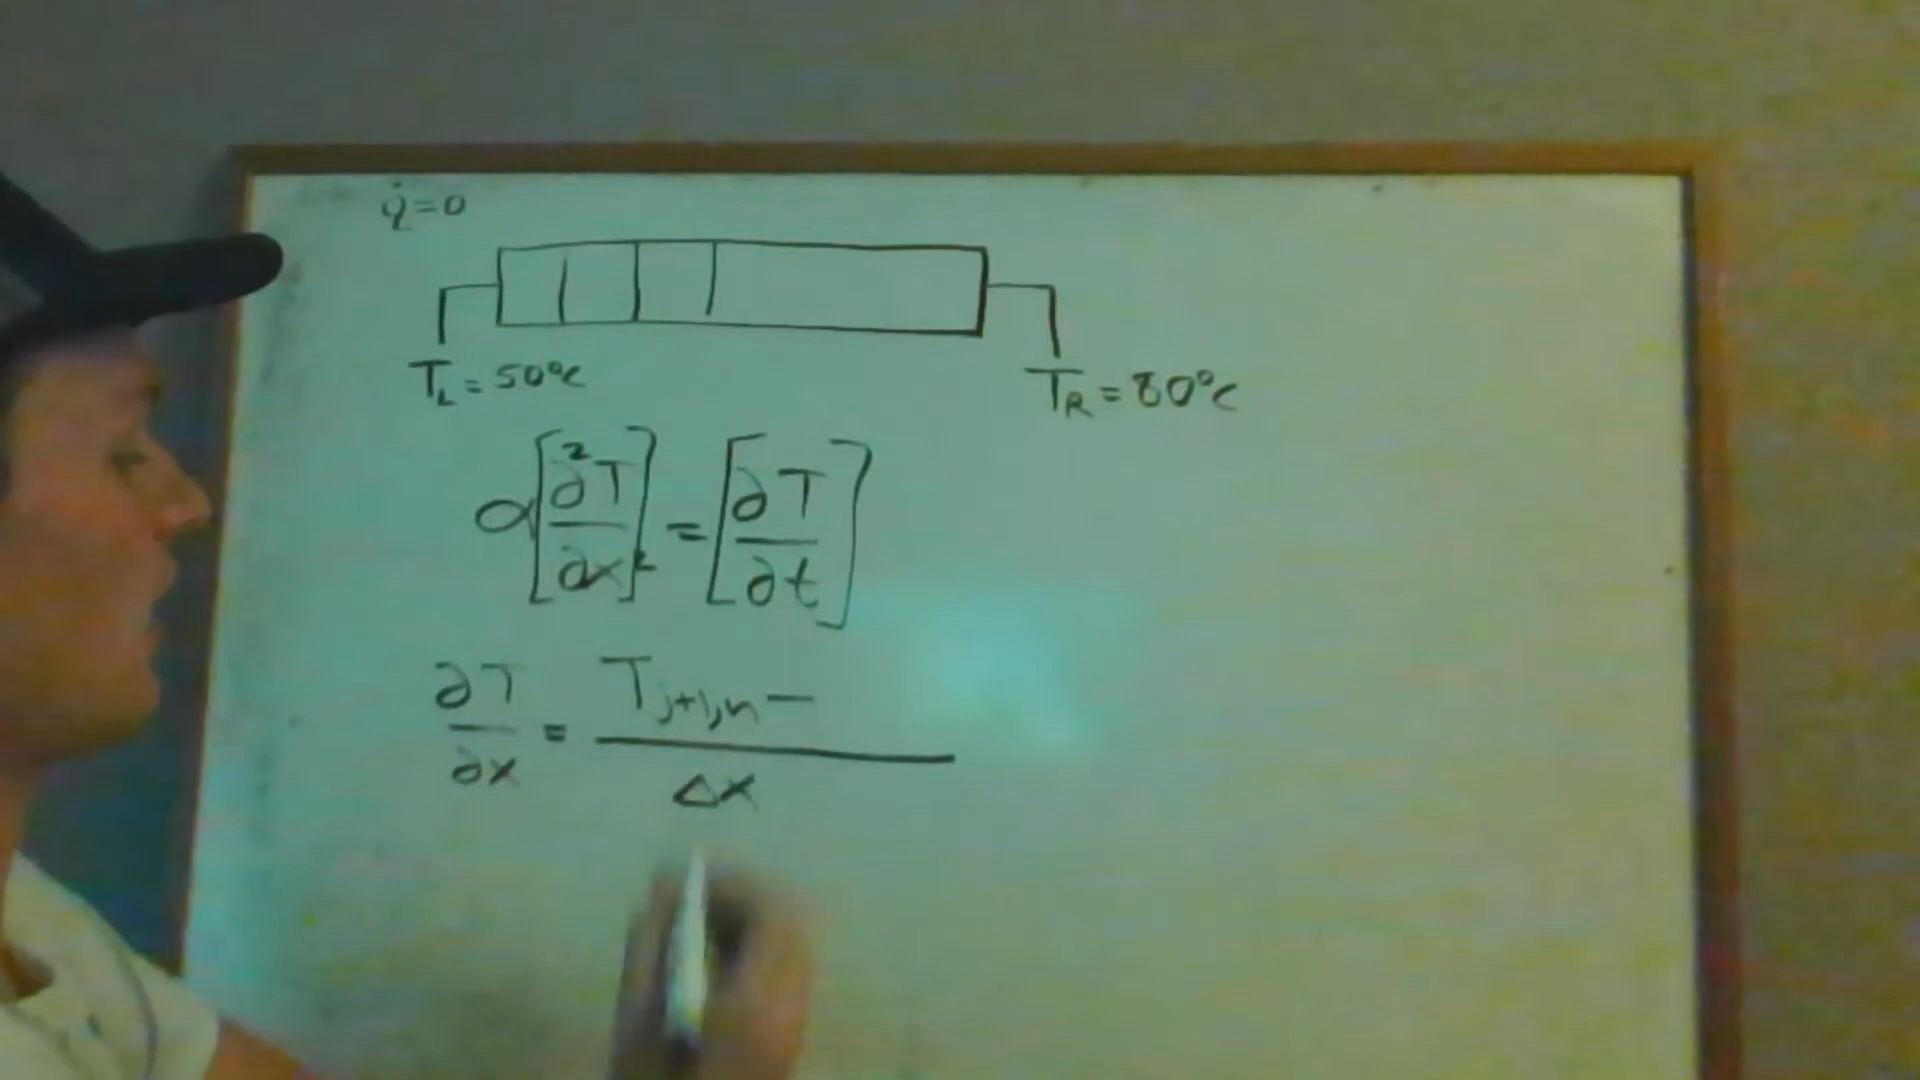 q̇=0
T_L = 50°C
T_R = 80°C
α[∂²T/∂x²] = [∂T/∂t]
∂T/∂x = T_{j+1,n} − / Δx